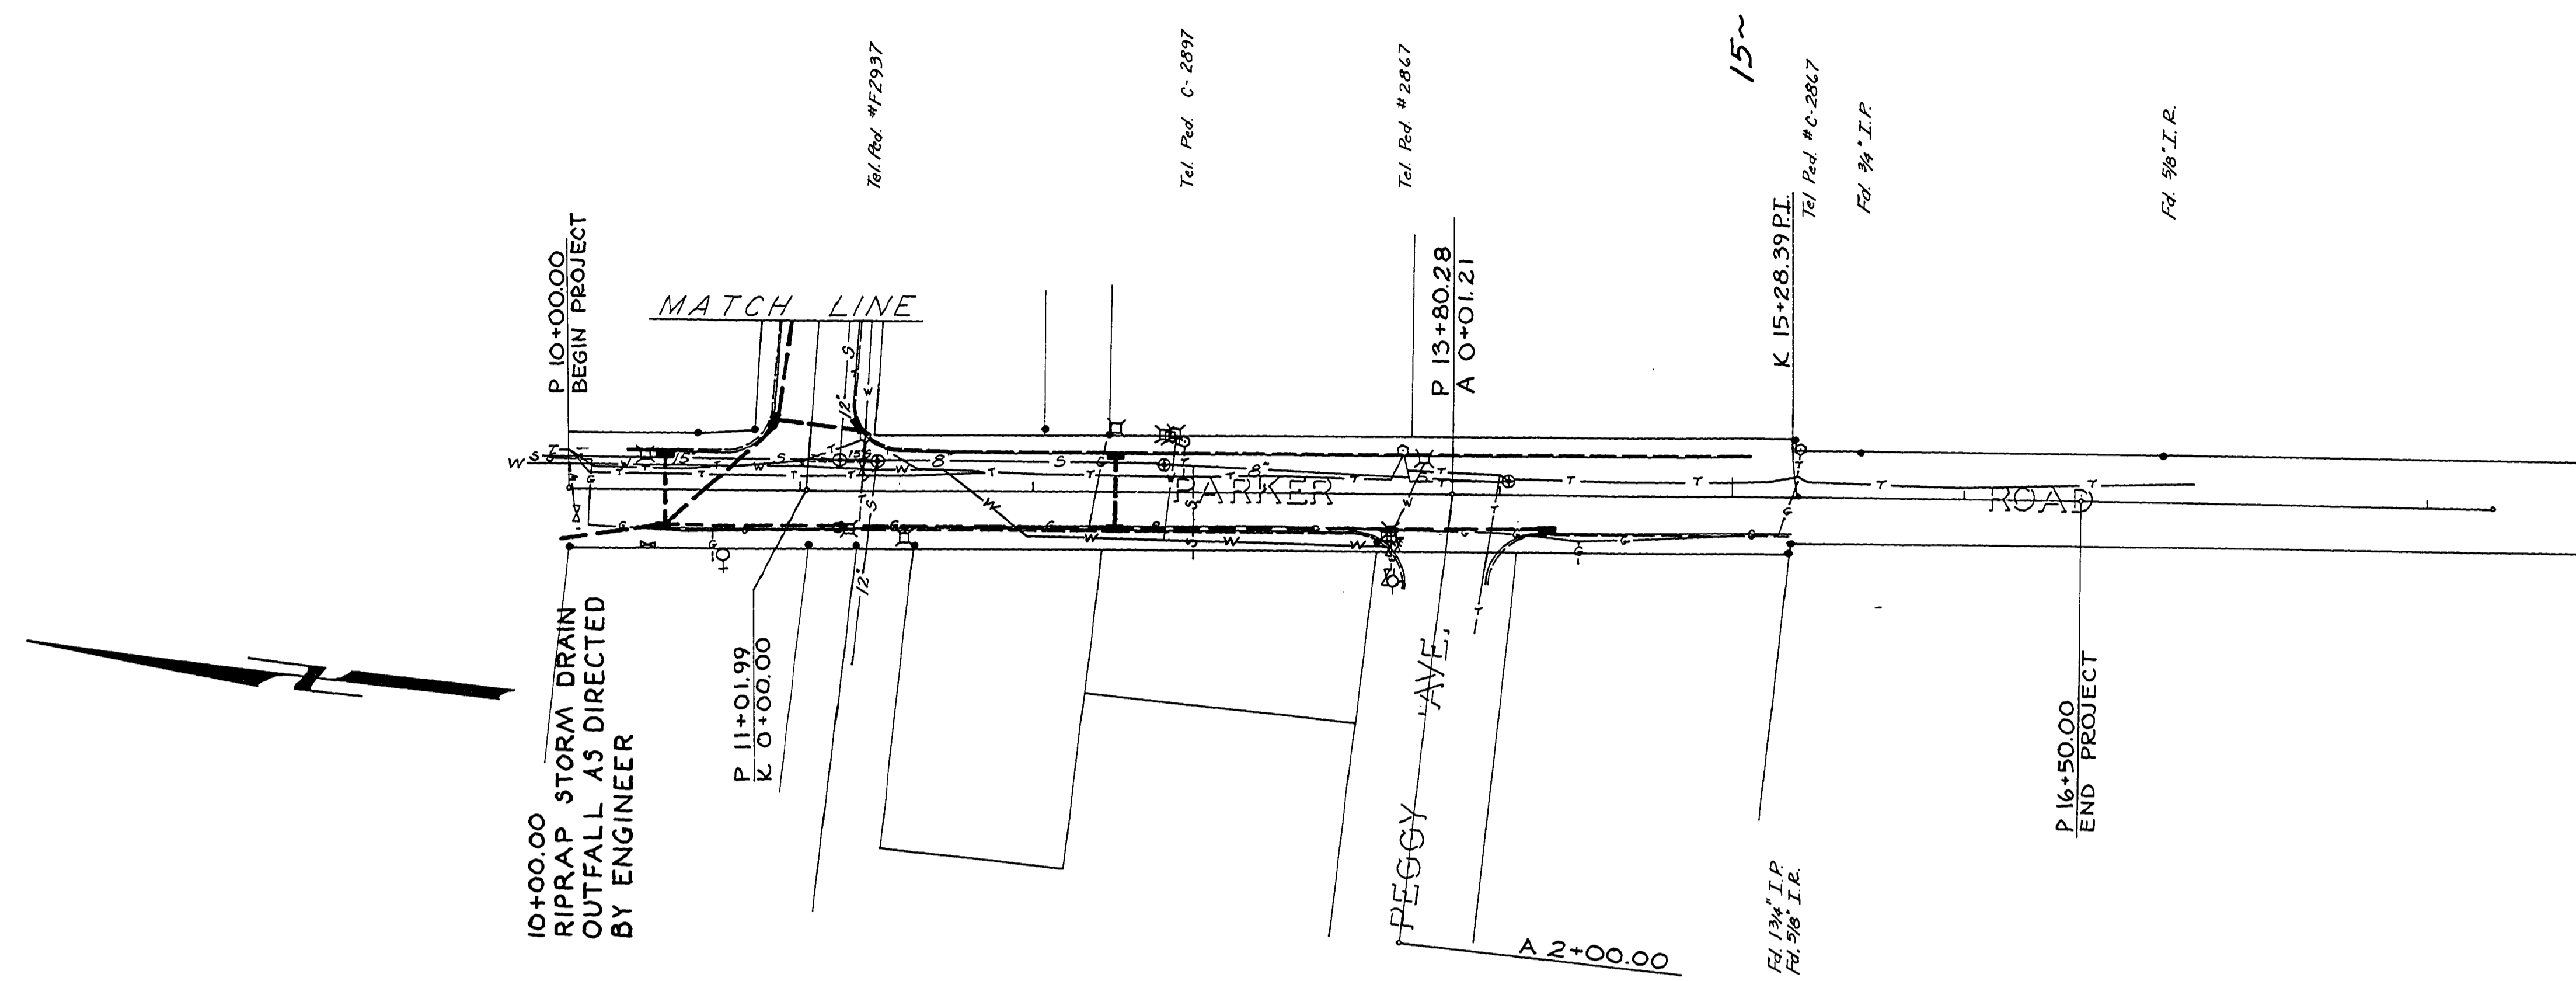 15~
Tel. Ped. #F2937
Tel. Ped. C-2897
Tel. Ped. #2867
Tel Ped. #C-2867
Fd. 3/4" I.P.
Fd. 5/8" I.R.
P 10+00.00
BEGIN PROJECT
MATCH LINE
P 13+80.28
A 0+01.21
K 15+28.39 P.I.
12"
15
8"
PARKER ROAD
12"
10+00.00
RIPRAP STORM DRAIN
OUTFALL AS DIRECTED
BY ENGINEER
P 11+01.99
K 0+00.00
PEGGY AVE.
A 2+00.00
P 16+50.00
END PROJECT
Fd. 1 3/4" I.P.
Fd. 5/8" I.R.